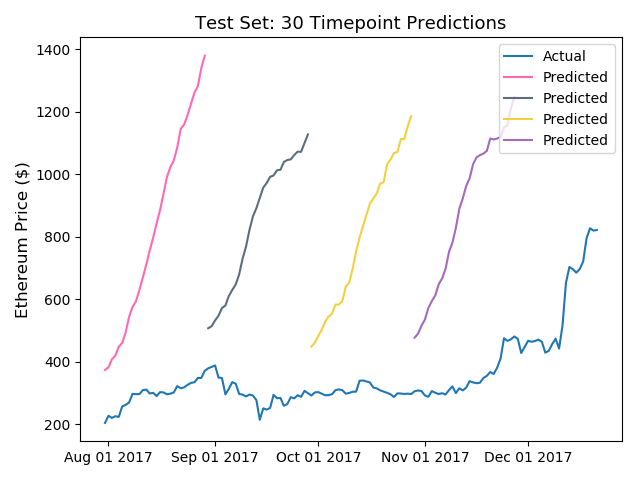 Test Set: 30 Timepoint Predictions
Ethereum Price ($)
1400
1200
1000
800
600
400
200
Actual
Predicted
Predicted
Predicted
Predicted
Aug 01 2017 Sep 01 2017 Oct 01 2017 Nov 01 2017 Dec 01 2017